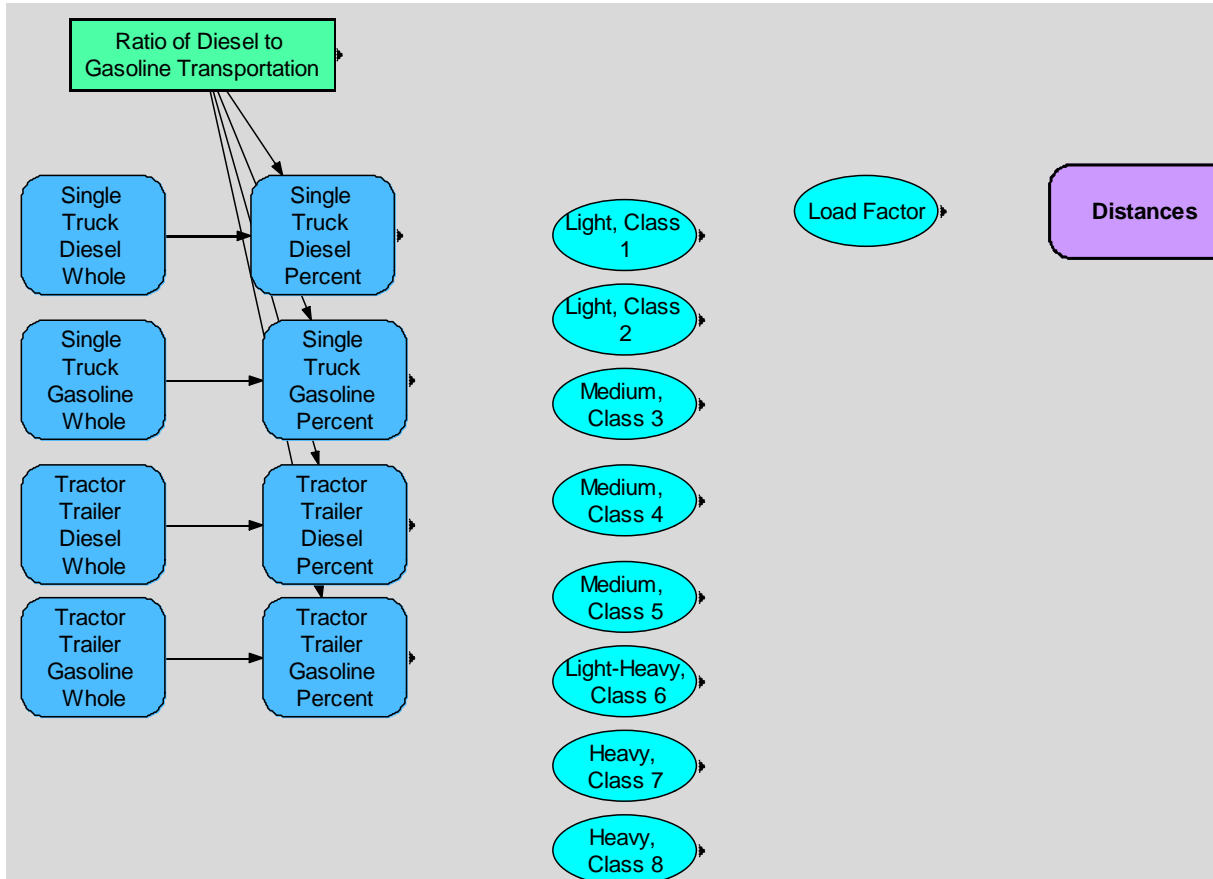 Ratio of Diesel to
Gasoline Transportation
Single
Truck
Diesel
Whole
Single
Truck
Diesel
Percent
Single
Truck
Gasoline
Whole
Single
Truck
Gasoline
Percent
Tractor
Trailer
Diesel
Whole
Tractor
Trailer
Diesel
Percent
Tractor
Trailer
Gasoline
Whole
Tractor
Trailer
Gasoline
Percent
Light, Class
1
Light, Class
2
Medium,
Class 3
Medium,
Class 4
Medium,
Class 5
Light-Heavy,
Class 6
Heavy,
Class 7
Heavy,
Class 8
Load Factor
Distances